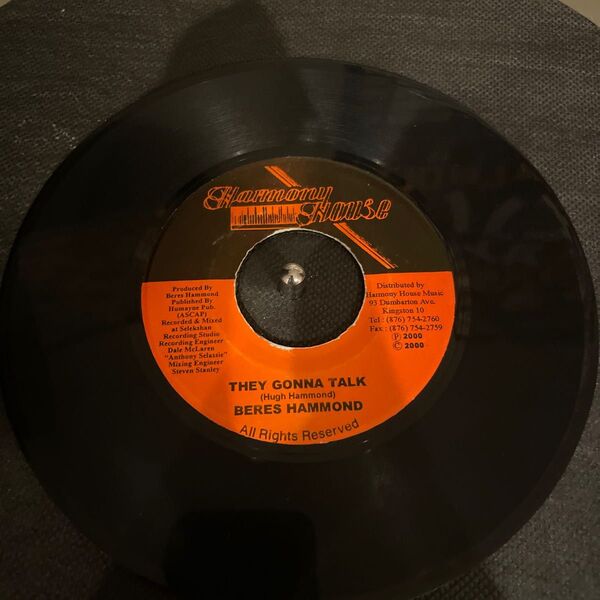 Harmony
House
Produced By
Beres Hammond
Published By
Humayne Pub.
(ASCAP)
Recorded & Mixed
at Selekshan
Recording Studio
Recording Engineer
Dale McLaren
"Anthony Selassie"
Mixing Engineer
Steven Stanley
Distributed by
Harmony House Music
93 Dumbarton Ave.
Kingston 10
Tel : (876) 754-2760
Fax : (876) 754-2759
℗ 2000
© 2000
THEY GONNA TALK
(Hugh Hammond)
BERES HAMMOND
All Rights Reserved